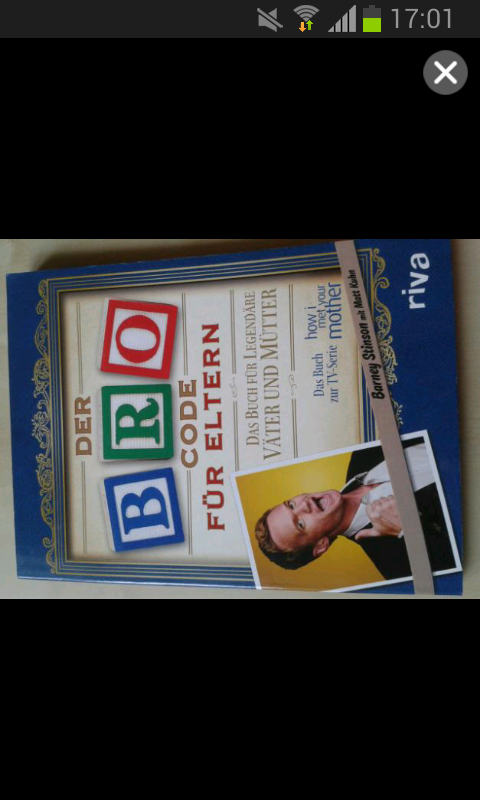 17:01
DER
BRO
CODE
FÜR ELTERN
DAS BUCH FÜR LEGENDÄRE
VÄTER UND MÜTTER
Das Buch
zur TV-Serie
how i
met your
mother
Barney Stinson mit Matt Kuhn
riva